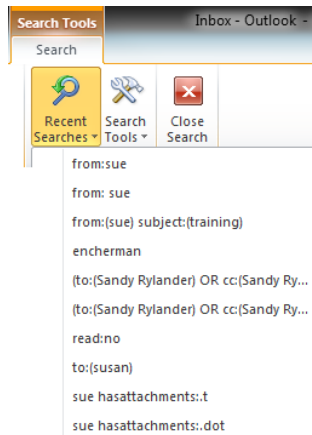 Search Tools
Inbox - Outlook -
Search
Recent Searches
Search Tools
Close Search
from:sue
from: sue
from:(sue) subject:(training)
encherman
(to:(Sandy Rylander) OR cc:(Sandy Ry...
(to:(Sandy Rylander) OR cc:(Sandy Ry...
read:no
to:(susan)
sue hasattachments:.t
sue hasattachments:.dot